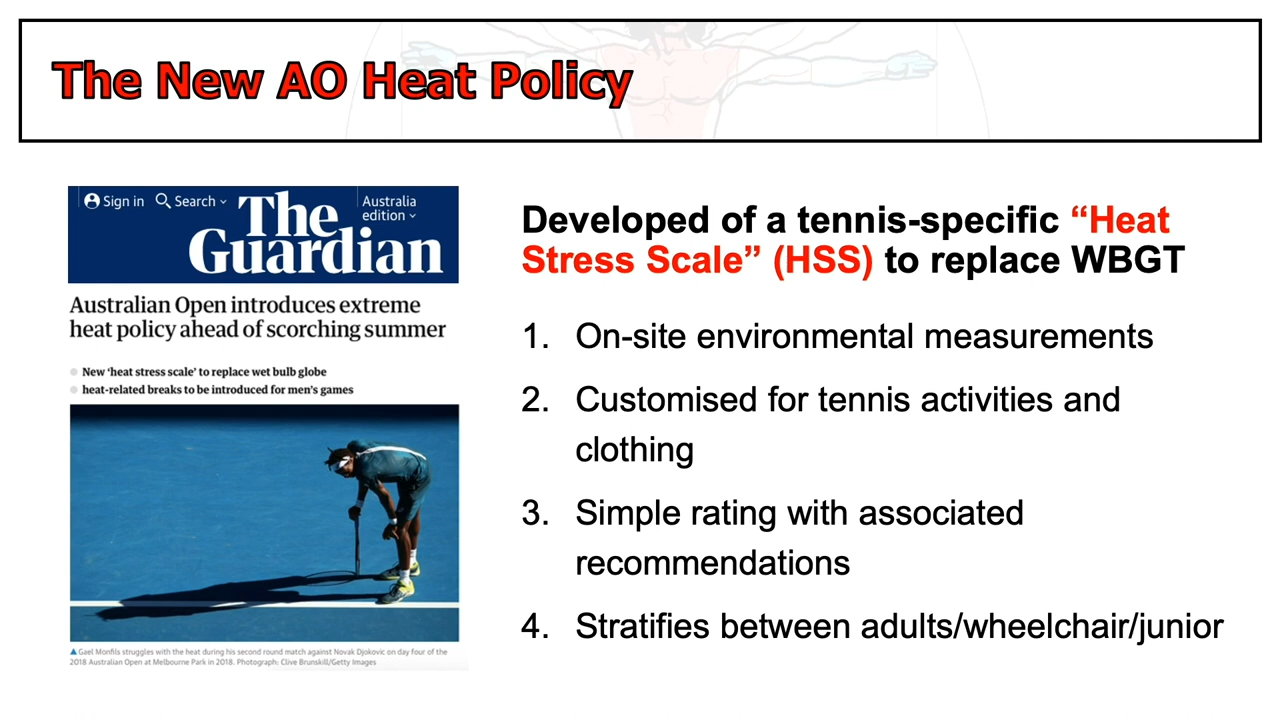 The New AO Heat Policy
Sign in
Search
Australia
edition
The
Guardian
Australian Open introduces extreme
heat policy ahead of scorching summer
New ‘heat stress scale’ to replace wet bulb globe
heat-related breaks to be introduced for men’s games
Gael Monfils struggles with the heat during his second round match against Novak Djokovic on day four of the
2018 Australian Open at Melbourne Park in 2018. Photograph: Clive Brunskill/Getty Images
Developed of a tennis-specific “Heat
Stress Scale” (HSS) to replace WBGT
1. On-site environmental measurements
2. Customised for tennis activities and
clothing
3. Simple rating with associated
recommendations
4. Stratifies between adults/wheelchair/junior